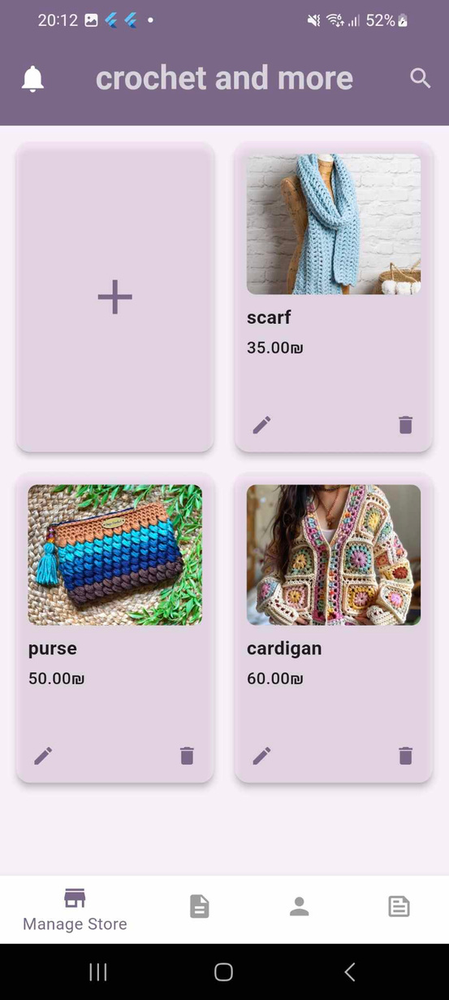 20:12
52%
crochet and more
scarf
35.00₪
purse
50.00₪
cardigan
60.00₪
Manage Store